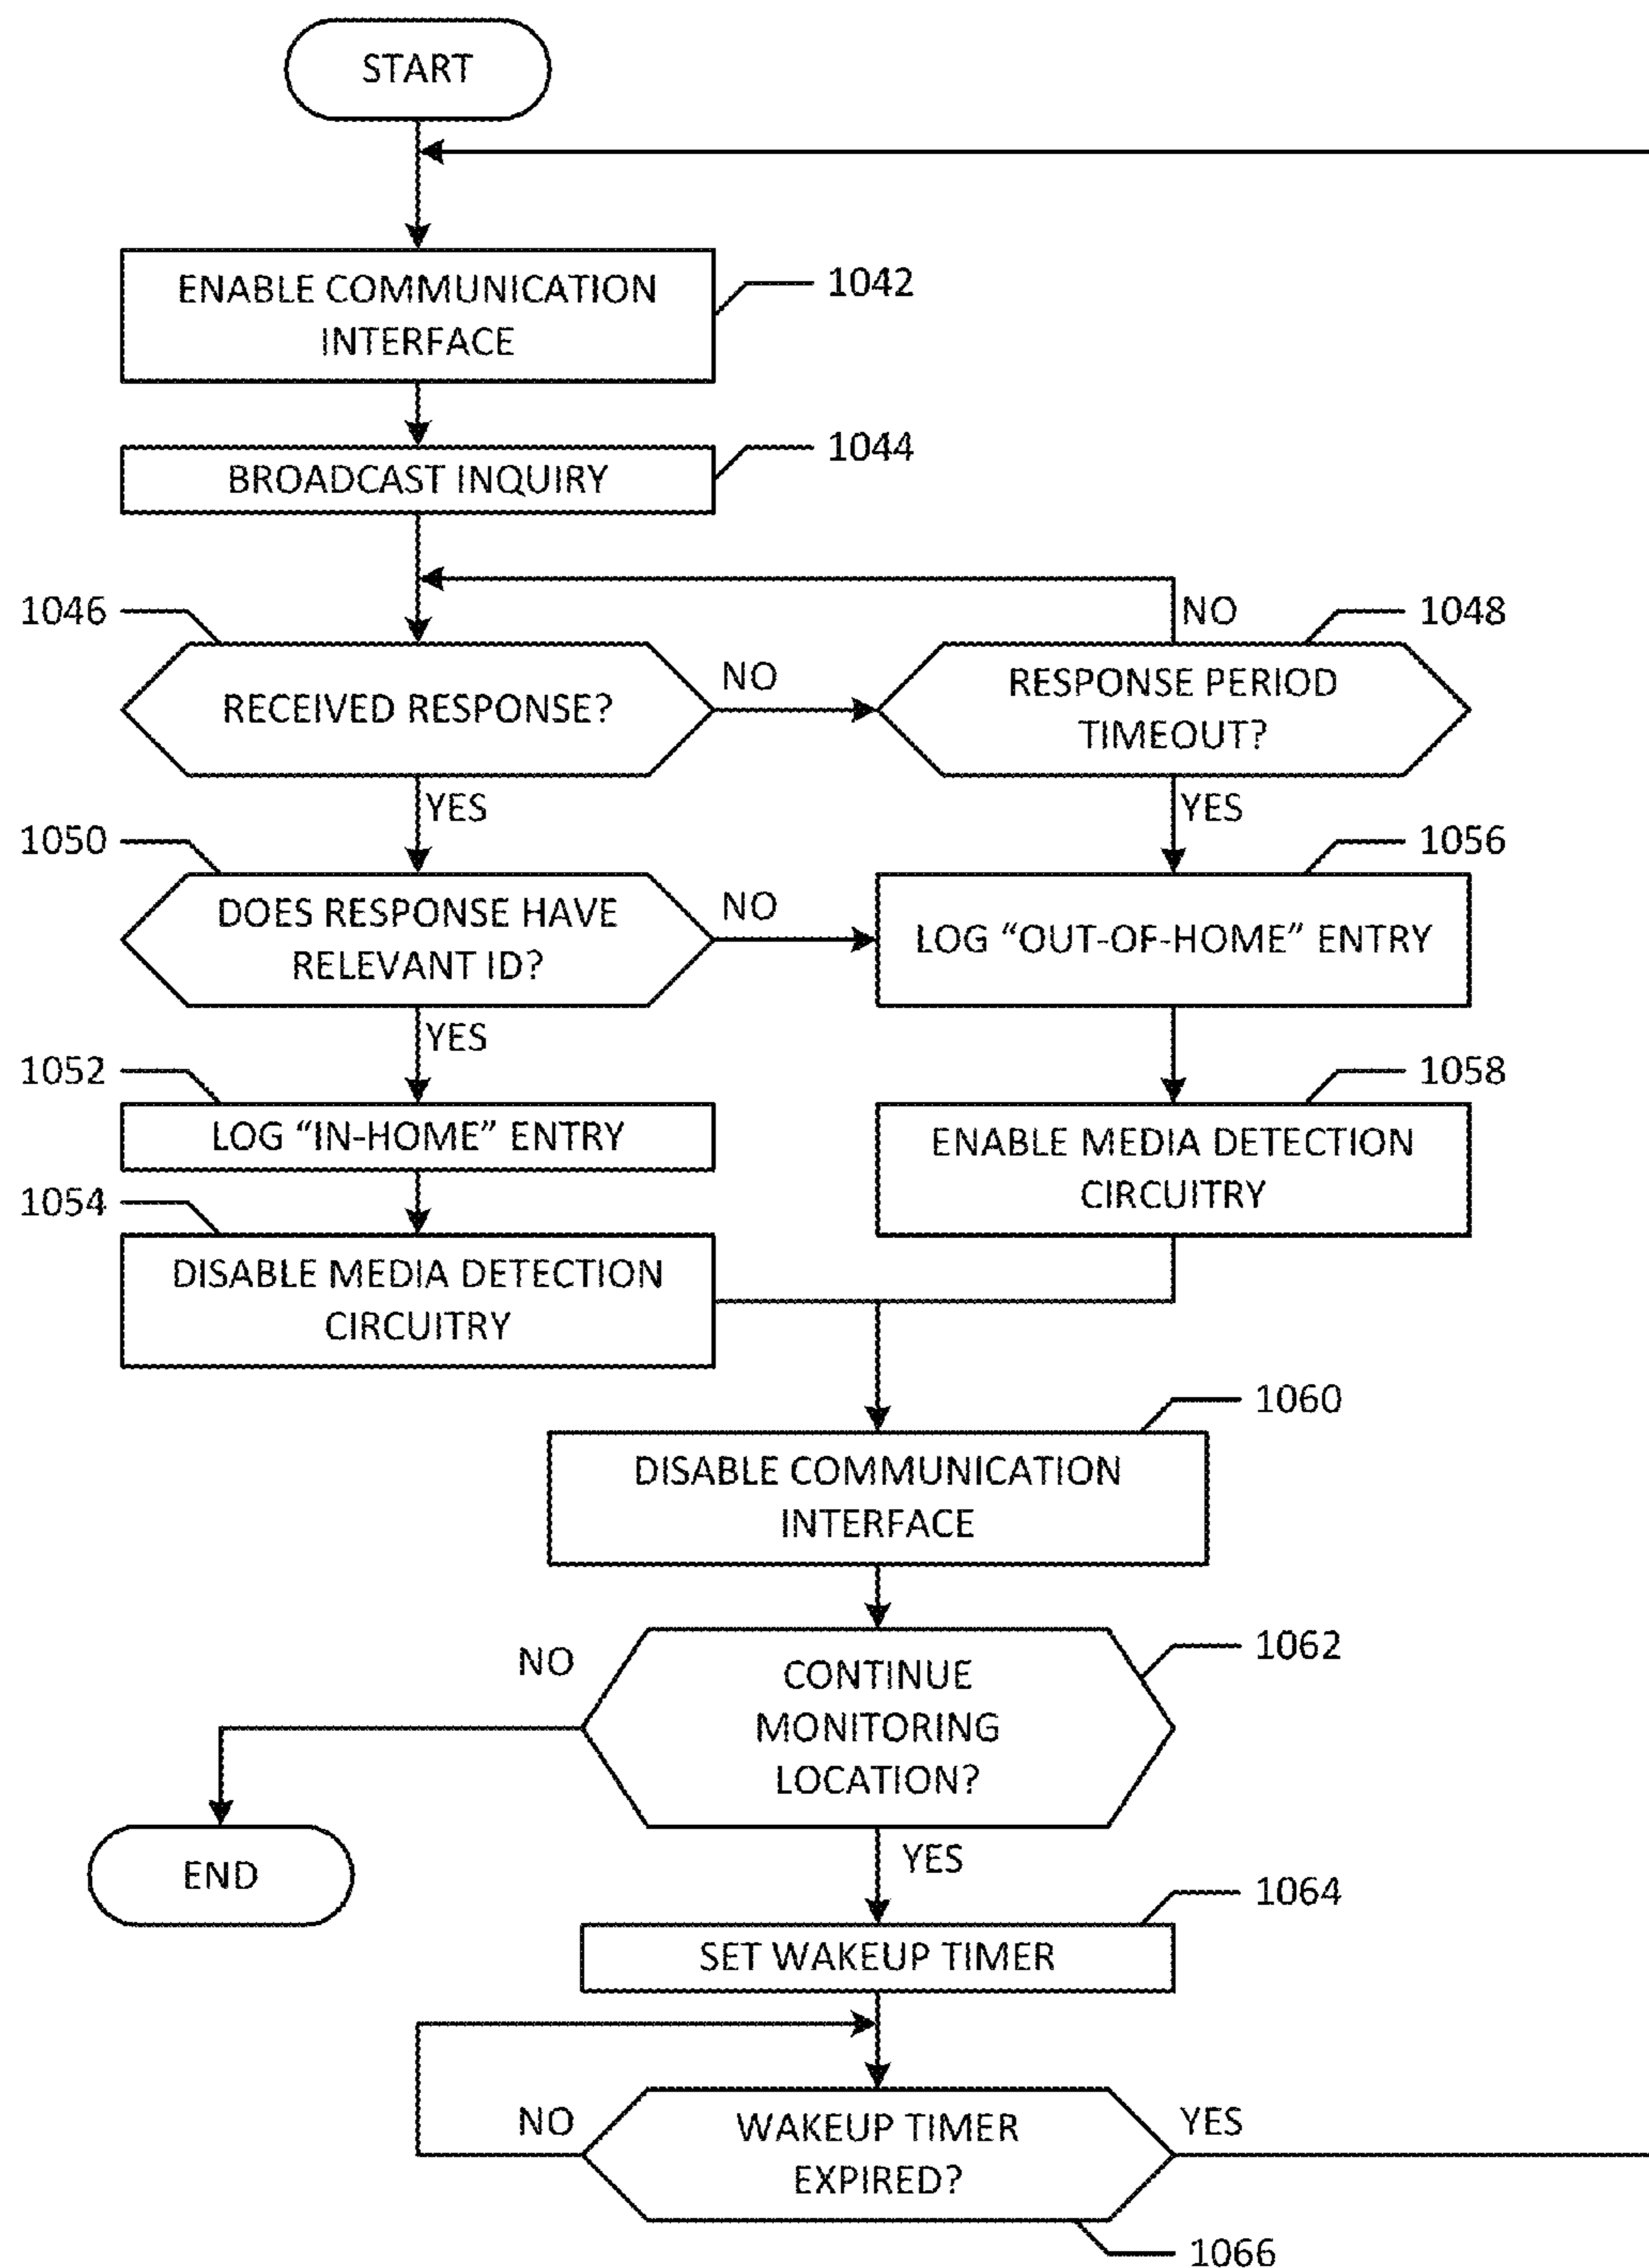 START
ENABLE COMMUNICATION
INTERFACE
1042
BROADCAST INQUIRY
1044
1046
RECEIVED RESPONSE?
NO
NO
1048
RESPONSE PERIOD
TIMEOUT?
YES
YES
1050
DOES RESPONSE HAVE
RELEVANT ID?
NO
1056
LOG “OUT-OF-HOME” ENTRY
YES
1052
LOG “IN-HOME” ENTRY
1058
ENABLE MEDIA DETECTION
CIRCUITRY
1054
DISABLE MEDIA DETECTION
CIRCUITRY
1060
DISABLE COMMUNICATION
INTERFACE
1062
CONTINUE
MONITORING
LOCATION?
NO
END
YES
1064
SET WAKEUP TIMER
NO
WAKEUP TIMER
EXPIRED?
YES
1066